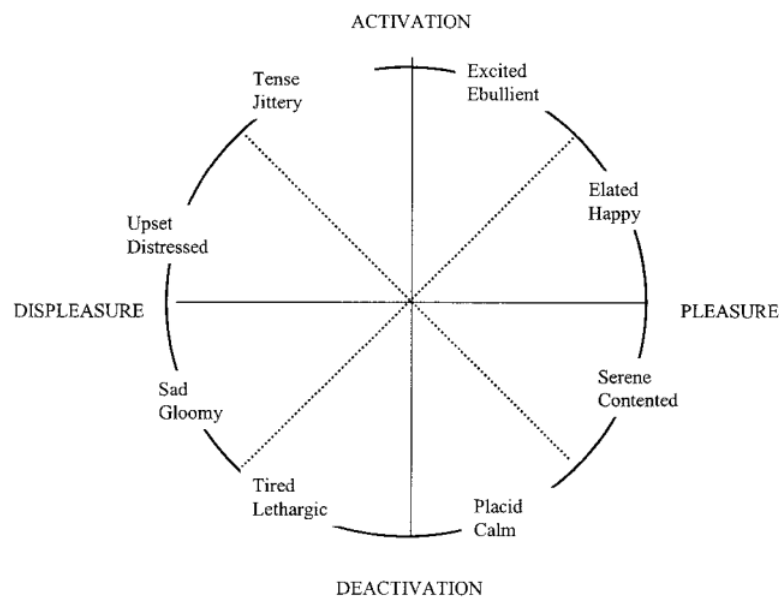 ACTIVATION
Tense
Jittery
Excited
Ebullient
Elated
Happy
Upset
Distressed
DISPLEASURE
PLEASURE
Sad
Gloomy
Serene
Contented
Tired
Lethargic
Placid
Calm
DEACTIVATION